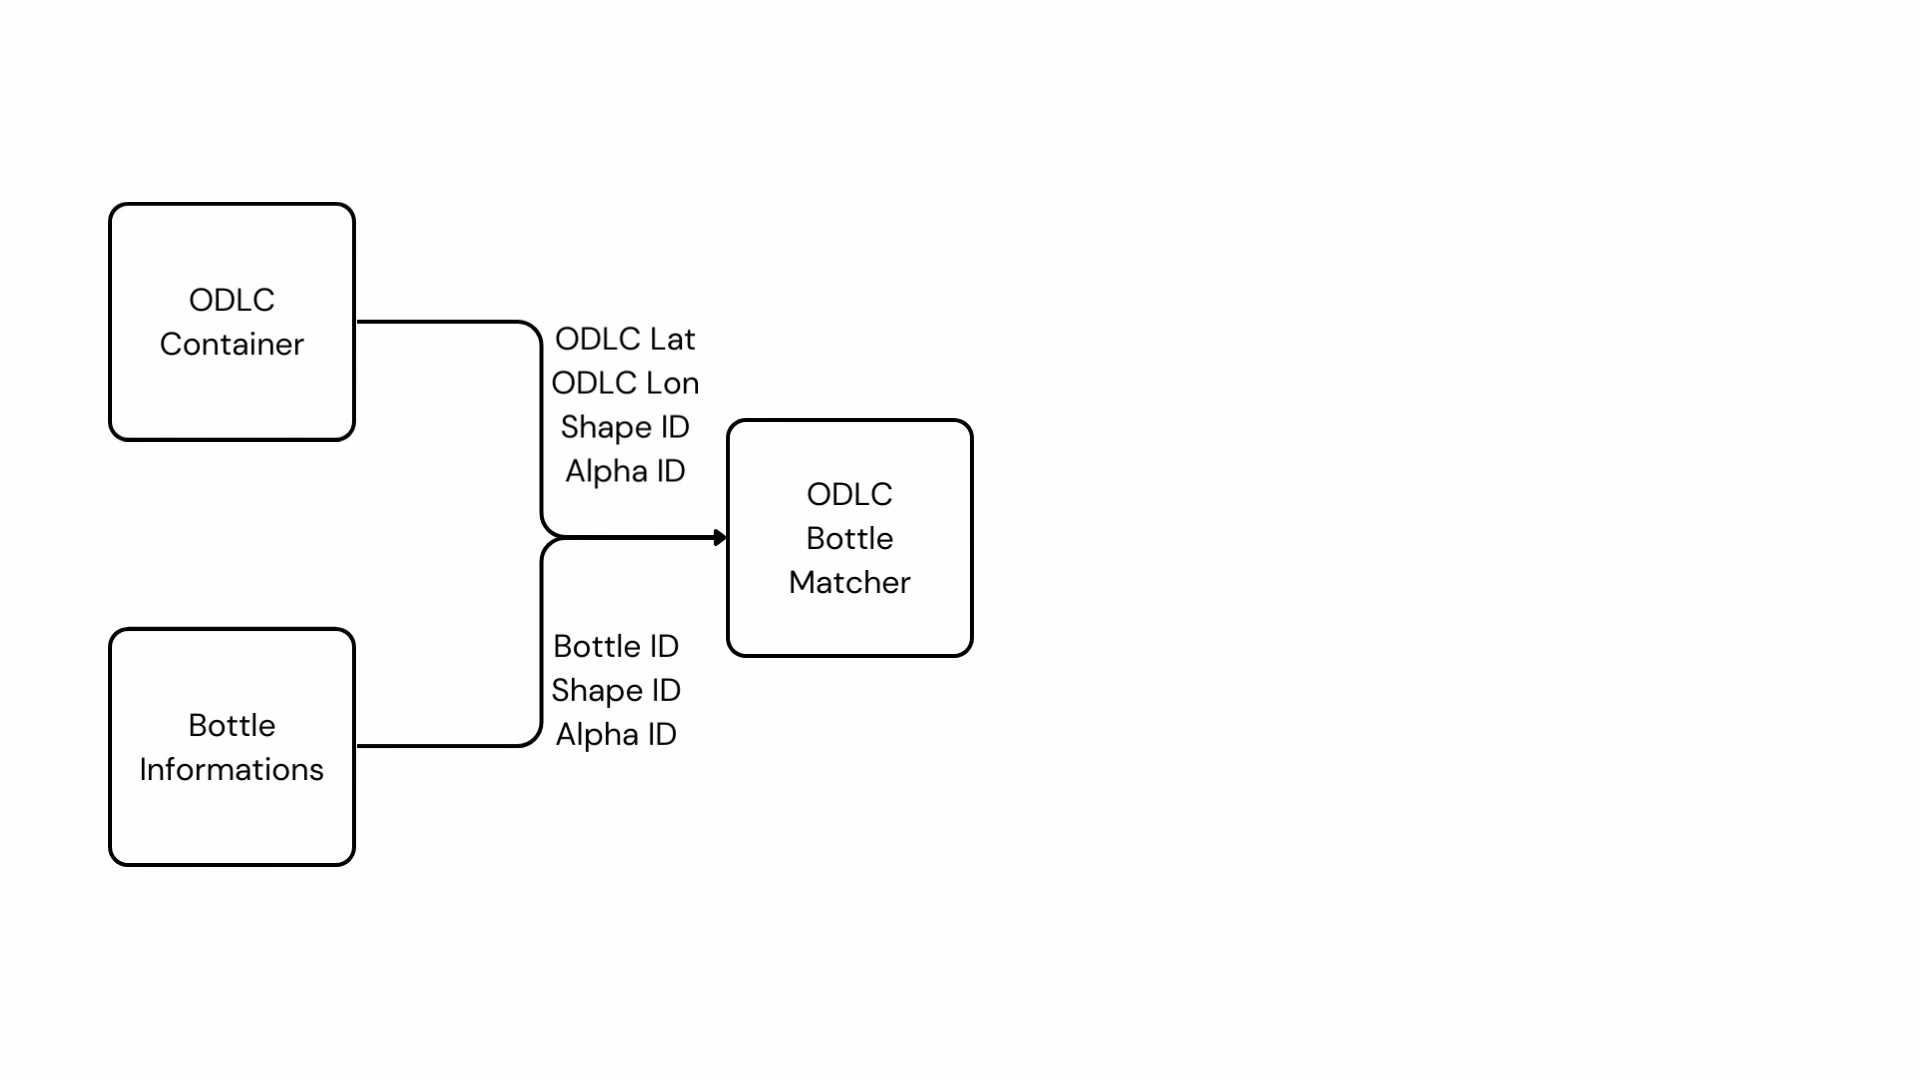 ODLC
Container
ODLC Lat
ODLC Lon
Shape ID
Alpha ID
ODLC
Bottle
Matcher
Bottle ID
Shape ID
Alpha ID
Bottle
Informations